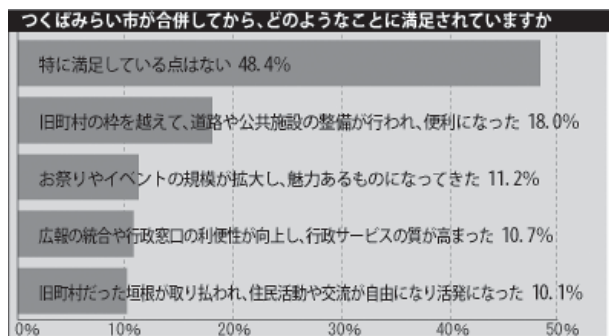 つくばみらい市が合併してから、どのようなことに満足されていますか
特に満足している点はない 48.4%
旧町村の枠を越えて、道路や公共施設の整備が行われ、便利になった 18.0%
お祭りやイベントの規模が拡大し、魅力あるものになってきた 11.2%
広報の統合や行政窓口の利便性が向上し、行政サービスの質が高まった 10.7%
旧町村だった垣根が取り払われ、住民活動や交流が自由になり活発になった 10.1%
0% 10% 20% 30% 40% 50%